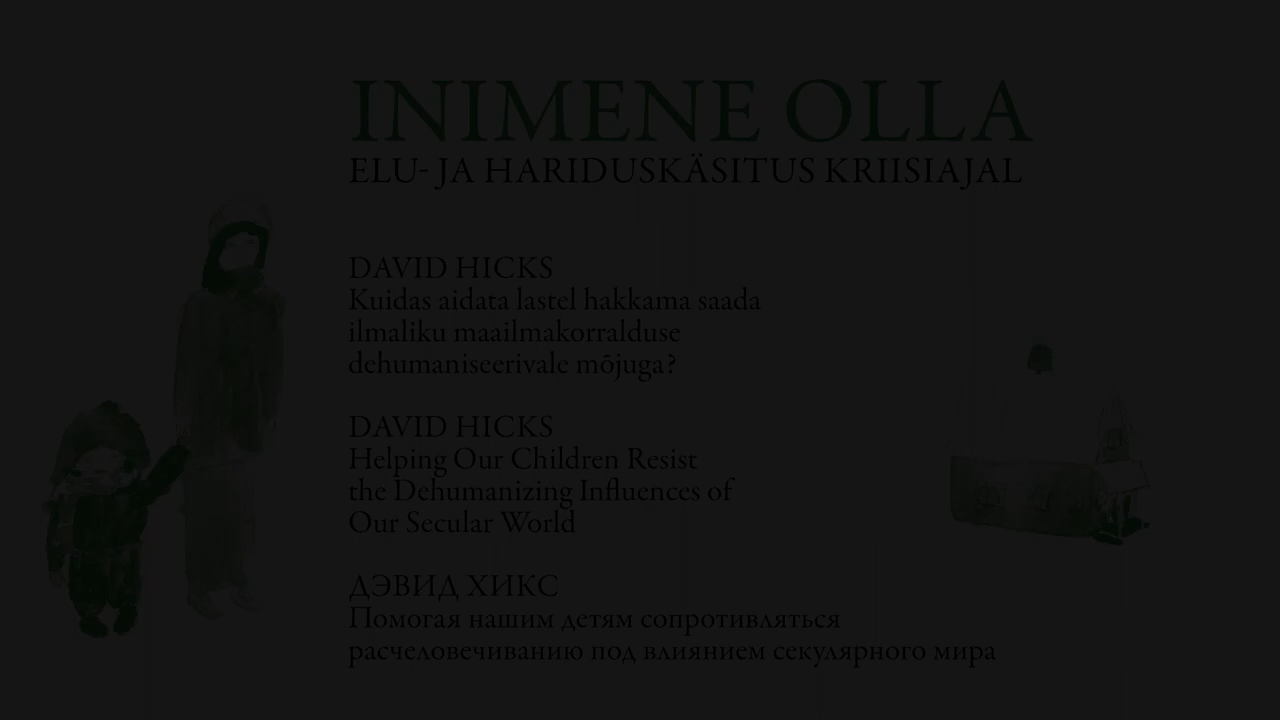 INIMENE OLLA
ELU- JA HARIDUSKÄSITUS KRIISIAJAL
DAVID HICKS
Kuidas aidata lastel hakkama saada
ilmaliku maailmakorralduse
dehumaniseerivale mõjuga?
DAVID HICKS
Helping Our Children Resist
the Dehumanizing Influences of
Our Secular World
ДЭВИД ХИКС
Помогая нашим детям сопротивляться
расчеловечиванию под влиянием секулярного мира